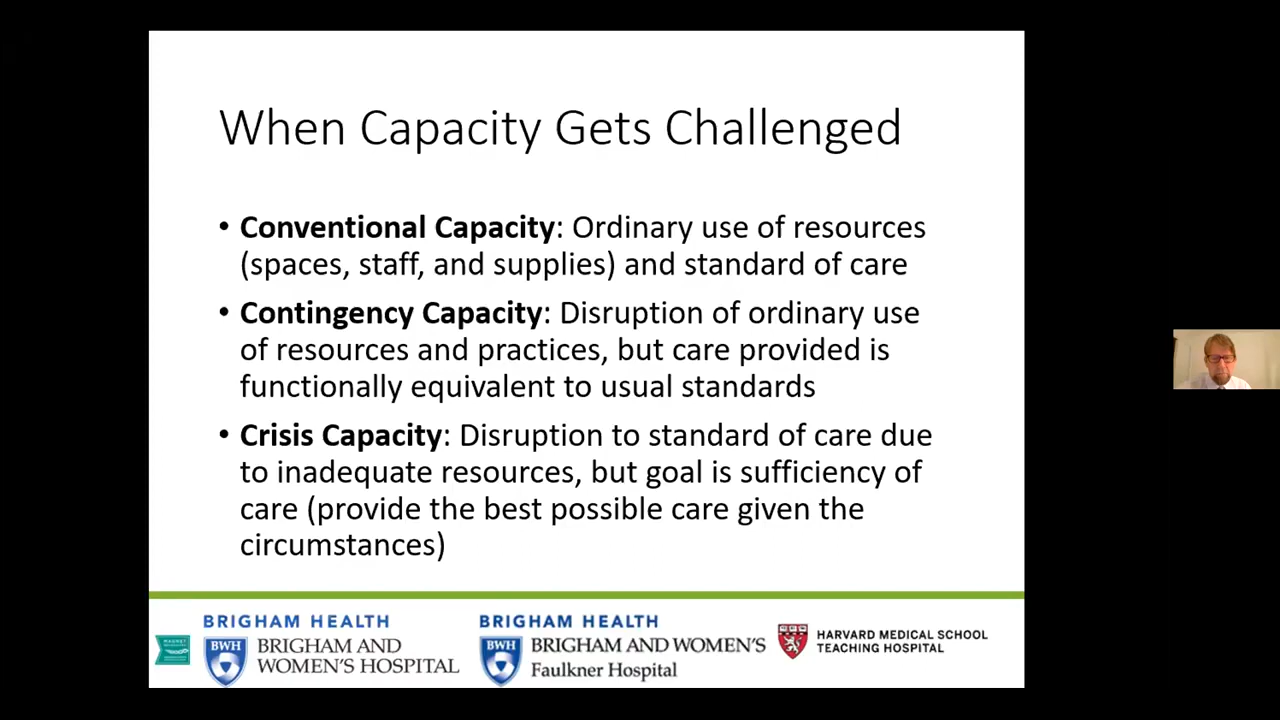 When Capacity Gets Challenged
• Conventional Capacity: Ordinary use of resources
(spaces, staff, and supplies) and standard of care
• Contingency Capacity: Disruption of ordinary use
of resources and practices, but care provided is
functionally equivalent to usual standards
• Crisis Capacity: Disruption to standard of care due
to inadequate resources, but goal is sufficiency of
care (provide the best possible care given the
circumstances)
BRIGHAM HEALTH
BWH
BRIGHAM AND
WOMEN'S HOSPITAL
BRIGHAM HEALTH
BWH
BRIGHAM AND WOMEN'S
Faulkner Hospital
HARVARD MEDICAL SCHOOL
TEACHING HOSPITAL